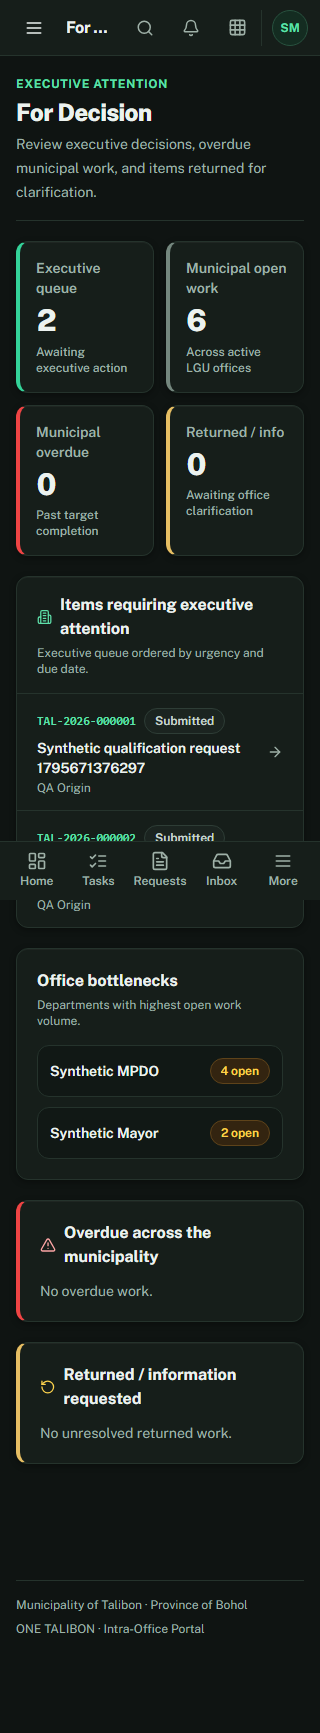 For ...
SM
EXECUTIVE ATTENTION
For Decision
Review executive decisions, overdue
municipal work, and items returned for
clarification.
Executive
queue
2
Awaiting
executive action
Municipal open
work
6
Across active
LGU offices
Municipal
overdue
0
Past target
completion
Returned / info
0
Awaiting office
clarification
Items requiring executive
attention
Executive queue ordered by urgency and
due date.
TAL-2026-000001 Submitted
Synthetic qualification request
1795671376297
QA Origin
TAL-2026-000002 Submitted
Home Tasks Requests Inbox More
QA Origin
Office bottlenecks
Departments with highest open work
volume.
Synthetic MPDO 4 open
Synthetic Mayor 2 open
Overdue across the
municipality
No overdue work.
Returned / information
requested
No unresolved returned work.
Municipality of Talibon · Province of Bohol
ONE TALIBON · Intra-Office Portal